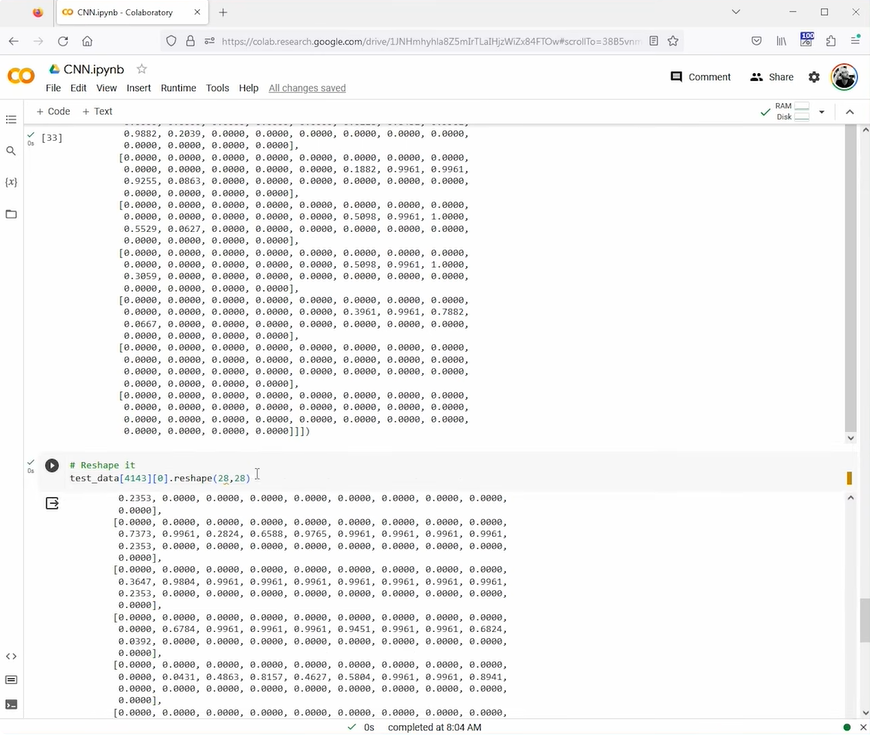 CNN.ipynb - Colaboratory
https://colab.research.google.com/drive/1JNHmhyhla8Z5mIrTLaIHjzWiZx84FTOw#scrollTo=38B5vnm
100
CNN.ipynb
Comment
Share
File Edit View Insert Runtime Tools Help All changes saved
+ Code + Text
RAM
Disk
[33]
0s
0.9882, 0.2039, 0.0000, 0.0000, 0.0000, 0.0000, 0.0000, 0.0000,
0.0000, 0.0000, 0.0000, 0.0000],
[0.0000, 0.0000, 0.0000, 0.0000, 0.0000, 0.0000, 0.0000, 0.0000,
0.0000, 0.0000, 0.0000, 0.0000, 0.0000, 0.1882, 0.9961, 0.9961,
0.9255, 0.0863, 0.0000, 0.0000, 0.0000, 0.0000, 0.0000, 0.0000,
0.0000, 0.0000, 0.0000, 0.0000],
[0.0000, 0.0000, 0.0000, 0.0000, 0.0000, 0.0000, 0.0000, 0.0000,
0.0000, 0.0000, 0.0000, 0.0000, 0.0000, 0.5098, 0.9961, 1.0000,
0.5529, 0.0627, 0.0000, 0.0000, 0.0000, 0.0000, 0.0000, 0.0000,
0.0000, 0.0000, 0.0000, 0.0000],
[0.0000, 0.0000, 0.0000, 0.0000, 0.0000, 0.0000, 0.0000, 0.0000,
0.0000, 0.0000, 0.0000, 0.0000, 0.0000, 0.5098, 0.9961, 1.0000,
0.3059, 0.0000, 0.0000, 0.0000, 0.0000, 0.0000, 0.0000, 0.0000,
0.0000, 0.0000, 0.0000, 0.0000],
[0.0000, 0.0000, 0.0000, 0.0000, 0.0000, 0.0000, 0.0000, 0.0000,
0.0000, 0.0000, 0.0000, 0.0000, 0.0000, 0.3961, 0.9961, 0.7882,
0.0667, 0.0000, 0.0000, 0.0000, 0.0000, 0.0000, 0.0000, 0.0000,
0.0000, 0.0000, 0.0000, 0.0000],
[0.0000, 0.0000, 0.0000, 0.0000, 0.0000, 0.0000, 0.0000, 0.0000,
0.0000, 0.0000, 0.0000, 0.0000, 0.0000, 0.0000, 0.0000, 0.0000,
0.0000, 0.0000, 0.0000, 0.0000, 0.0000, 0.0000, 0.0000, 0.0000,
0.0000, 0.0000, 0.0000, 0.0000],
[0.0000, 0.0000, 0.0000, 0.0000, 0.0000, 0.0000, 0.0000, 0.0000,
0.0000, 0.0000, 0.0000, 0.0000, 0.0000, 0.0000, 0.0000, 0.0000,
0.0000, 0.0000, 0.0000, 0.0000, 0.0000, 0.0000, 0.0000, 0.0000,
0.0000, 0.0000, 0.0000, 0.0000]]])
# Reshape it
0s
test_data[4143][0].reshape(28,28)
0.2353, 0.0000, 0.0000, 0.0000, 0.0000, 0.0000, 0.0000, 0.0000, 0.0000,
0.0000],
[0.0000, 0.0000, 0.0000, 0.0000, 0.0000, 0.0000, 0.0000, 0.0000, 0.0000,
0.7373, 0.9961, 0.2824, 0.6588, 0.9765, 0.9961, 0.9961, 0.9961, 0.9961,
0.2353, 0.0000, 0.0000, 0.0000, 0.0000, 0.0000, 0.0000, 0.0000, 0.0000,
0.0000],
[0.0000, 0.0000, 0.0000, 0.0000, 0.0000, 0.0000, 0.0000, 0.0000, 0.0000,
0.3647, 0.9804, 0.9961, 0.9961, 0.9961, 0.9961, 0.9961, 0.9961, 0.9961,
0.2353, 0.0000, 0.0000, 0.0000, 0.0000, 0.0000, 0.0000, 0.0000, 0.0000,
0.0000],
[0.0000, 0.0000, 0.0000, 0.0000, 0.0000, 0.0000, 0.0000, 0.0000, 0.0000,
0.6784, 0.9961, 0.9961, 0.9961, 0.9451, 0.9961, 0.9961, 0.6824,
0.0392, 0.0000, 0.0000, 0.0000, 0.0000, 0.0000, 0.0000, 0.0000, 0.0000,
0.0000],
[0.0000, 0.0000, 0.0000, 0.0000, 0.0000, 0.0000, 0.0000, 0.0000, 0.0000,
0.0431, 0.4863, 0.8157, 0.4627, 0.5804, 0.9961, 0.9961, 0.8941,
0.0000, 0.0000, 0.0000, 0.0000, 0.0000, 0.0000, 0.0000, 0.0000, 0.0000,
0.0000],
[0.0000, 0.0000, 0.0000, 0.0000, 0.0000, 0.0000, 0.0000, 0.0000, 0.0000,
0s completed at 8:04 AM